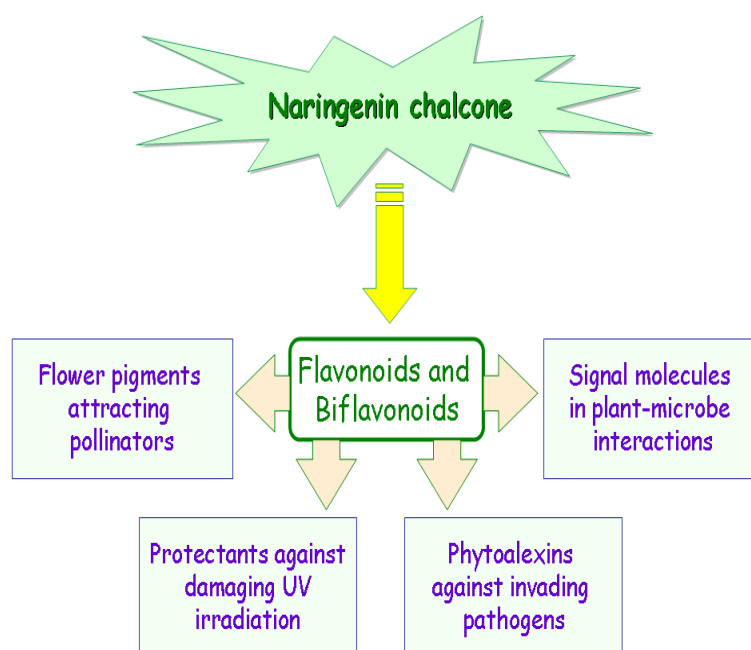 Naringenin chalcone
Flavonoids and
Biflavonoids
Flower pigments
attracting
pollinators
Signal molecules
in plant-microbe
interactions
Protectants against
damaging UV
irradiation
Phytoalexins
against invading
pathogens